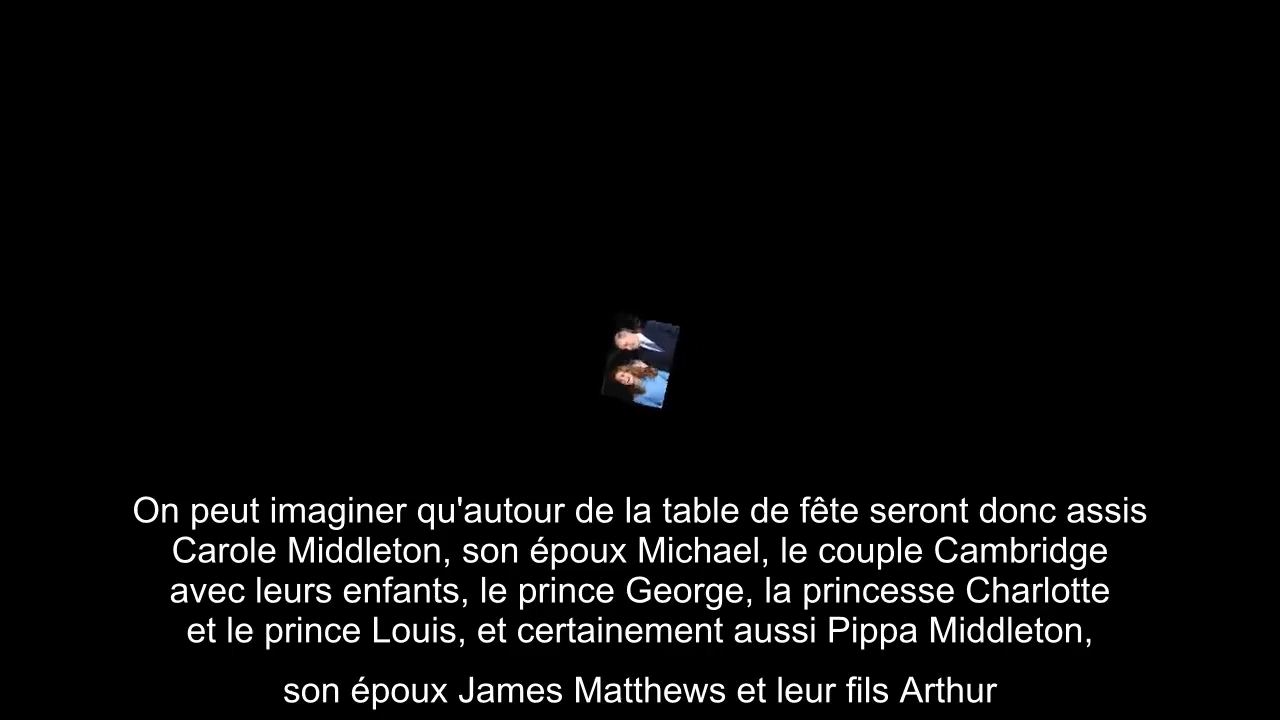 On peut imaginer qu'autour de la table de fête seront donc assis
Carole Middleton, son époux Michael, le couple Cambridge
avec leurs enfants, le prince George, la princesse Charlotte
et le prince Louis, et certainement aussi Pippa Middleton,
son époux James Matthews et leur fils Arthur